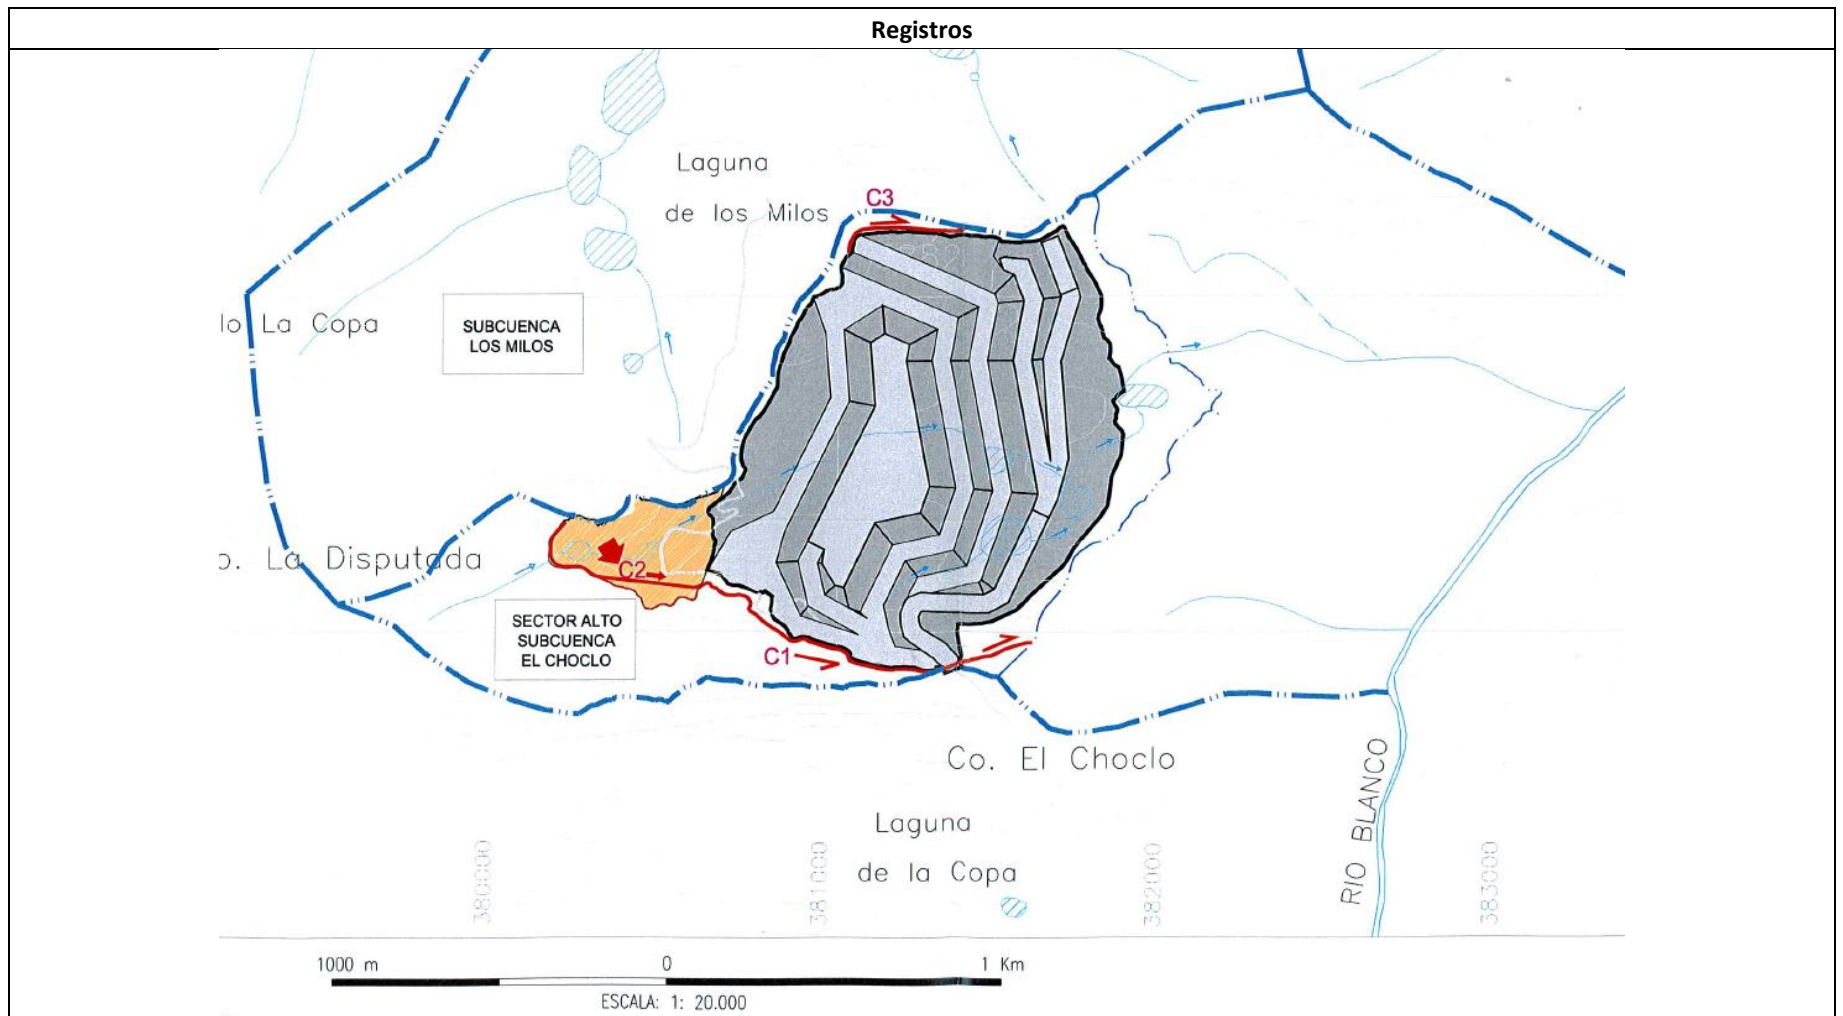 Registros
Laguna
de los Milos
C3
lo La Copa
SUBCUENCA
LOS MILOS
o. La Disputada
C2
SECTOR ALTO
SUBCUENCA
EL CHOCLO
C1
Co. El Choclo
Laguna
de la Copa
RIO BLANCO
380000
381000
382000
383000
1000 m
0
1 Km
ESCALA: 1: 20.000